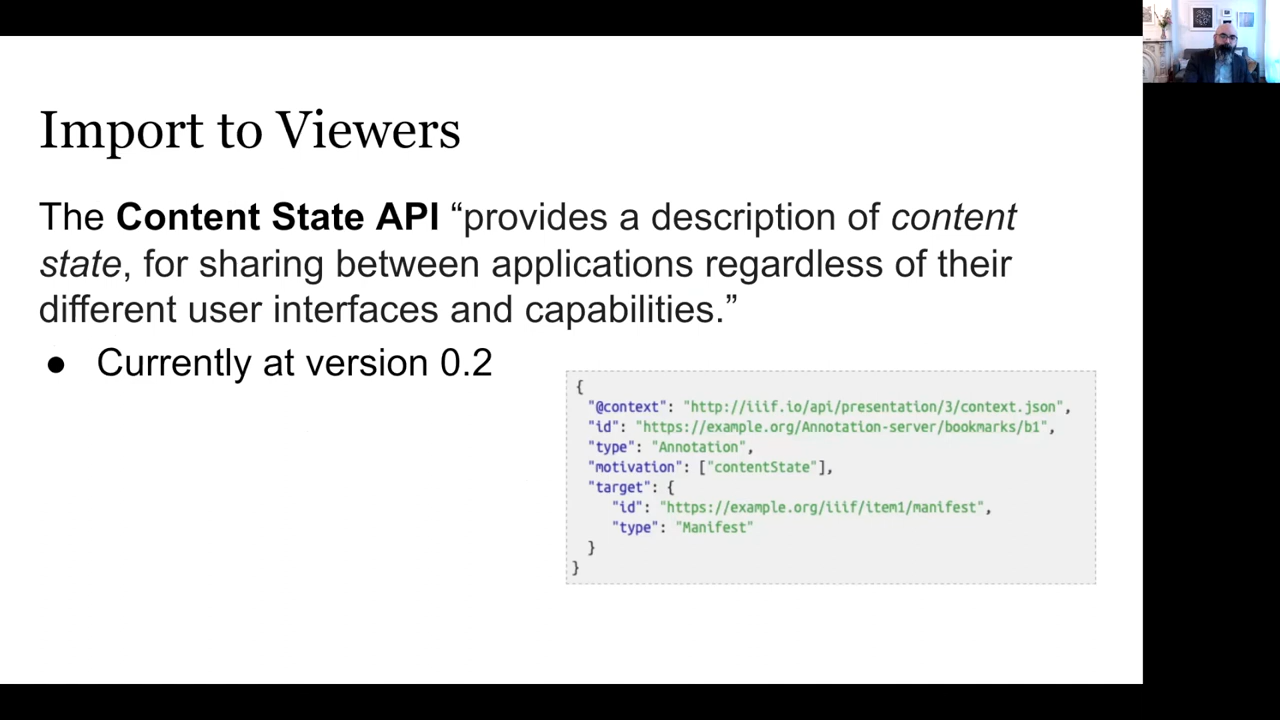 Import to Viewers
The Content State API “provides a description of content
state, for sharing between applications regardless of their
different user interfaces and capabilities.”
● Currently at version 0.2
{
"@context": "http://iiif.io/api/presentation/3/context.json",
"id": "https://example.org/Annotation-server/bookmarks/b1",
"type": "Annotation",
"motivation": ["contentState"],
"target": {
"id": "https://example.org/iiif/item1/manifest",
"type": "Manifest"
}
}